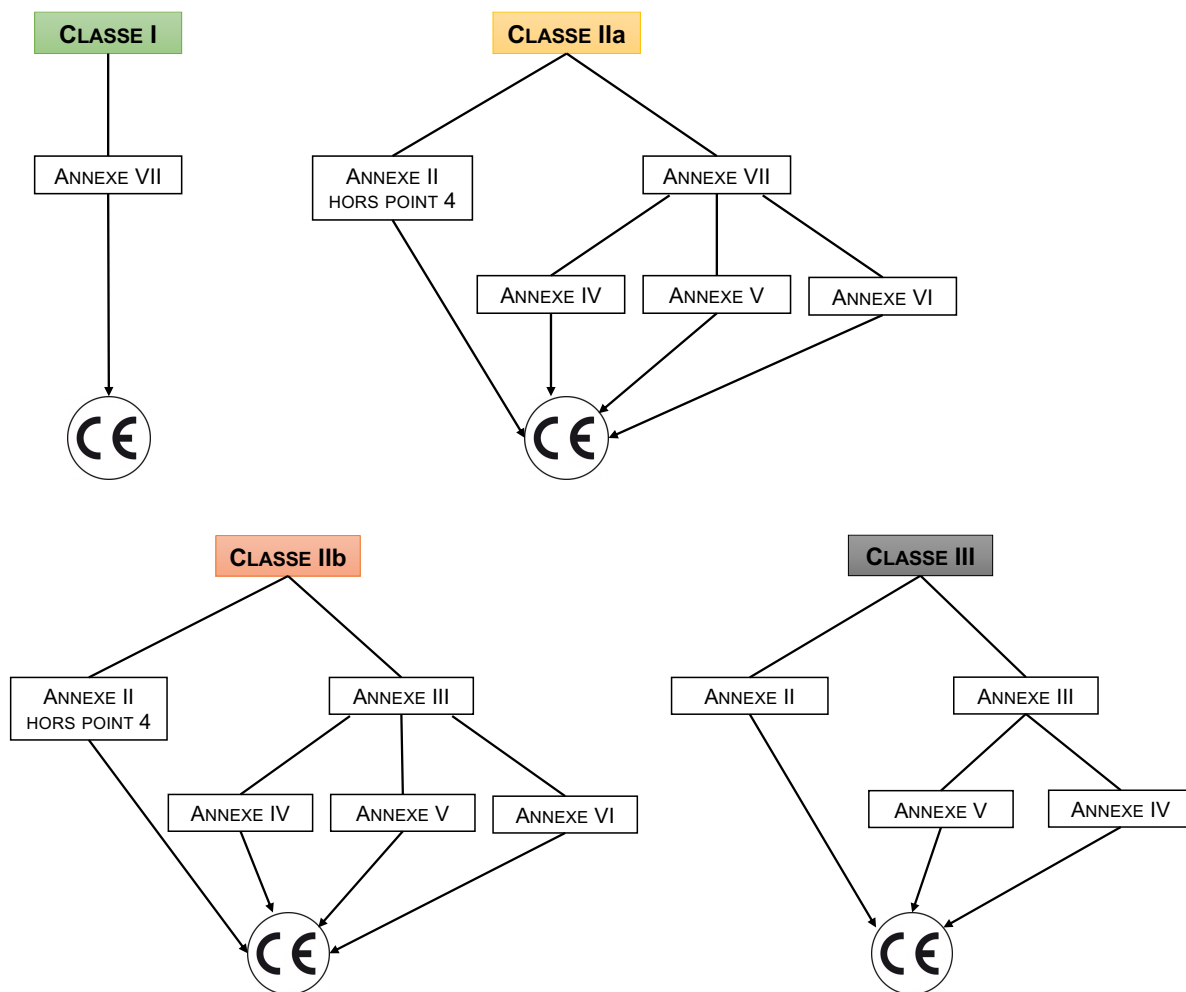 CLASSE I
CLASSE IIa
ANNEXE VII
ANNEXE II
HORS POINT 4
ANNEXE VII
ANNEXE IV
ANNEXE V
ANNEXE VI
CE
CE
CLASSE IIb
CLASSE III
ANNEXE II
HORS POINT 4
ANNEXE III
ANNEXE II
ANNEXE III
ANNEXE IV
ANNEXE V
ANNEXE VI
ANNEXE V
ANNEXE IV
CE
CE